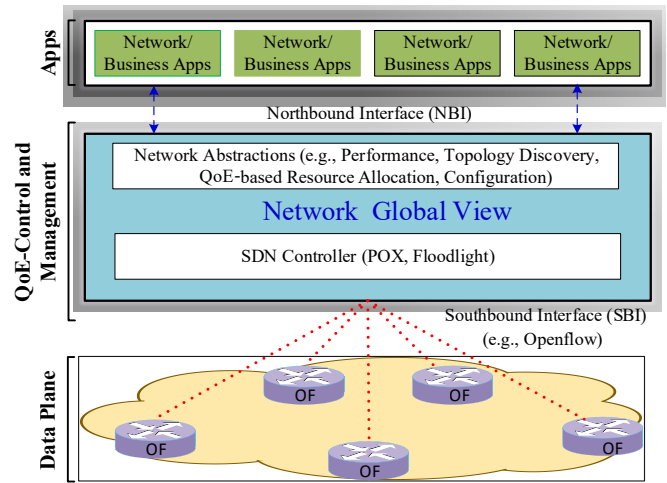 Apps
Network/
Business Apps
Network/
Business Apps
Network/
Business Apps
Network/
Business Apps
Northbound Interface (NBI)
QoE-Control and
Management
Network Abstractions (e.g., Performance, Topology Discovery,
QoE-based Resource Allocation, Configuration)
Network Global View
SDN Controller (POX, Floodlight)
Southbound Interface (SBI)
(e.g., Openflow)
Data Plane
OF
OF
OF
OF
OF